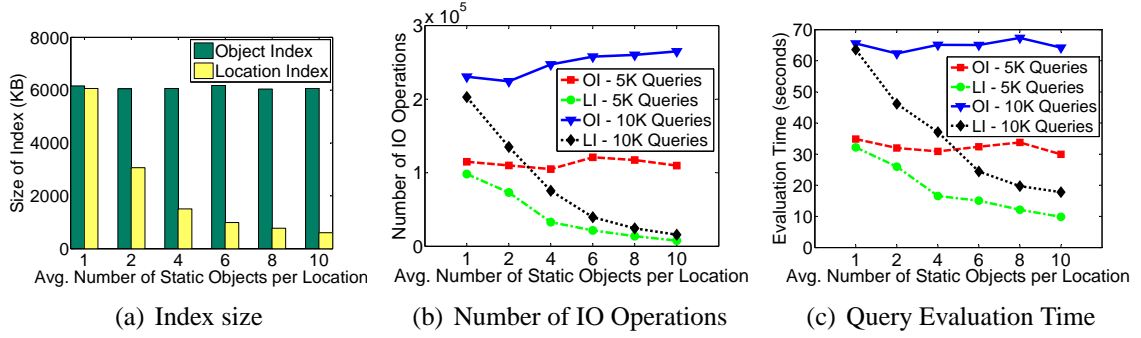 8000
6000
4000
2000
0
Size of Index (KB)
Object Index
Location Index
1 2 4 6 8 10
Avg. Number of Static Objects per Location
(a) Index size
3 x 10^5
2
1
0
Number of IO Operations
OI - 5K Queries
LI - 5K Queries
OI - 10K Queries
LI - 10K Queries
1 2 4 6 8 10
Avg. Number of Static Objects per Location
(b) Number of IO Operations
70
60
50
40
30
20
10
0
Evaluation Time (seconds)
OI - 5K Queries
LI - 5K Queries
OI - 10K Queries
LI - 10K Queries
1 2 4 6 8 10
Avg. Number of Static Objects per Location
(c) Query Evaluation Time